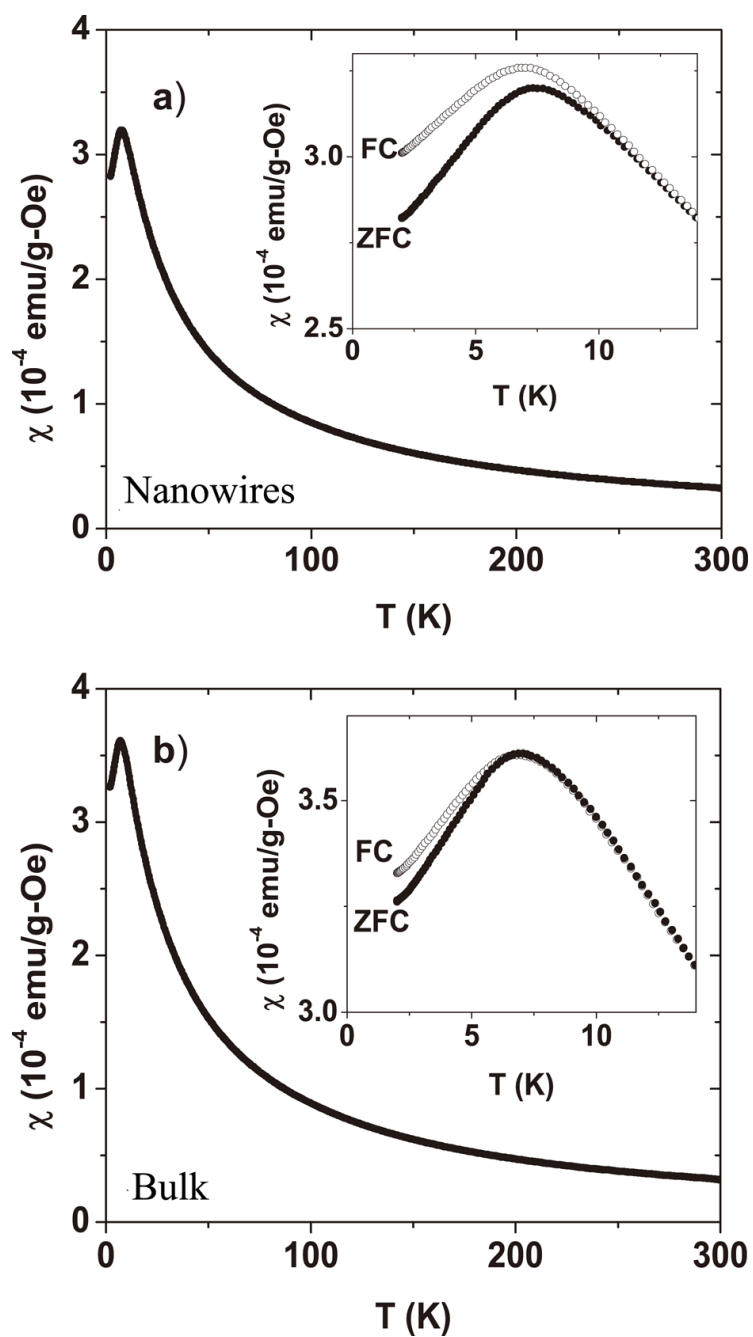 4
a)
3
2
1
0
χ (10⁻⁴ emu/g-Oe)
Nanowires
0
100
200
300
T (K)
3.0
2.5
χ (10⁻⁴ emu/g-Oe)
FC
ZFC
0
5
10
T (K)
4
b)
3
2
1
0
χ (10⁻⁴ emu/g-Oe)
Bulk
0
100
200
300
T (K)
3.5
3.0
χ (10⁻⁴ emu/g-Oe)
FC
ZFC
0
5
10
T (K)